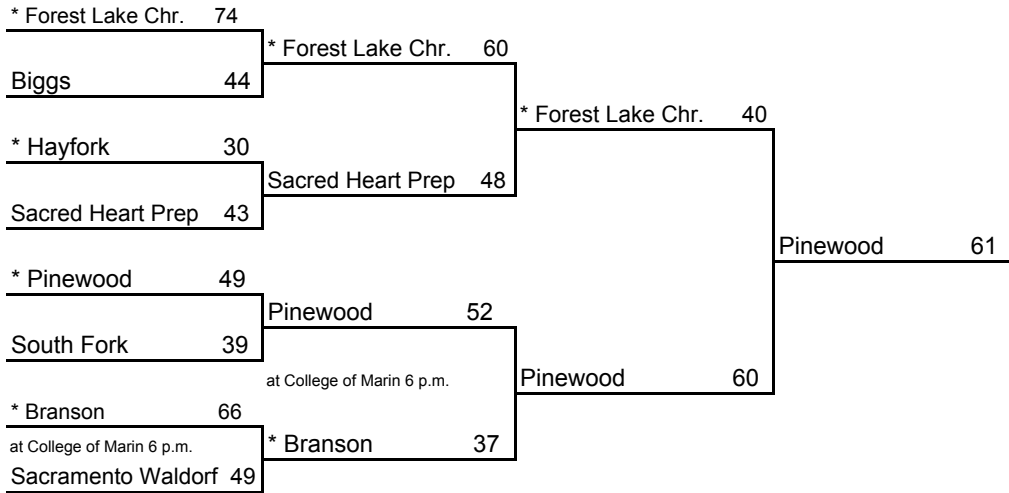 * Forest Lake Chr. 74
* Forest Lake Chr. 60
Biggs 44
* Forest Lake Chr. 40
* Hayfork 30
Sacred Heart Prep 48
Sacred Heart Prep 43
Pinewood 61
* Pinewood 49
Pinewood 52
South Fork 39
at College of Marin 6 p.m.
Pinewood 60
* Branson 66
at College of Marin 6 p.m.
* Branson 37
Sacramento Waldorf 49